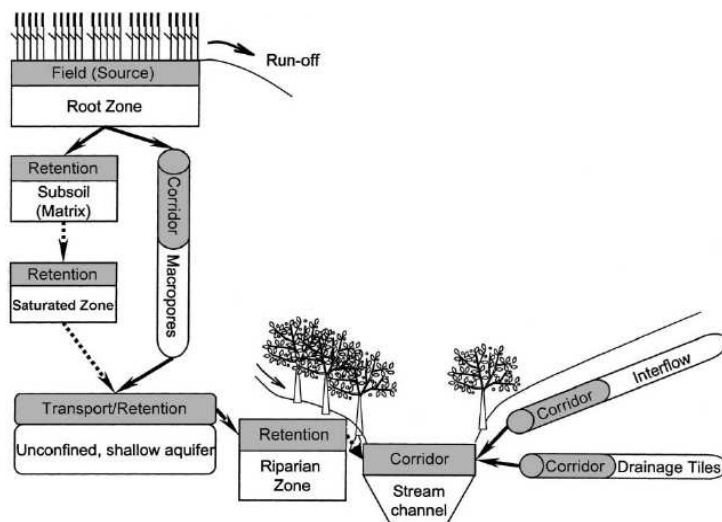 Run-off
Field (Source)
Root Zone
Retention
Subsoil
(Matrix)
Corridor
Macropores
Retention
Saturated Zone
Transport/Retention
Unconfined, shallow aquifer
Retention
Riparian
Zone
Corridor
Stream
channel
Corridor
Interflow
Corridor
Drainage Tiles